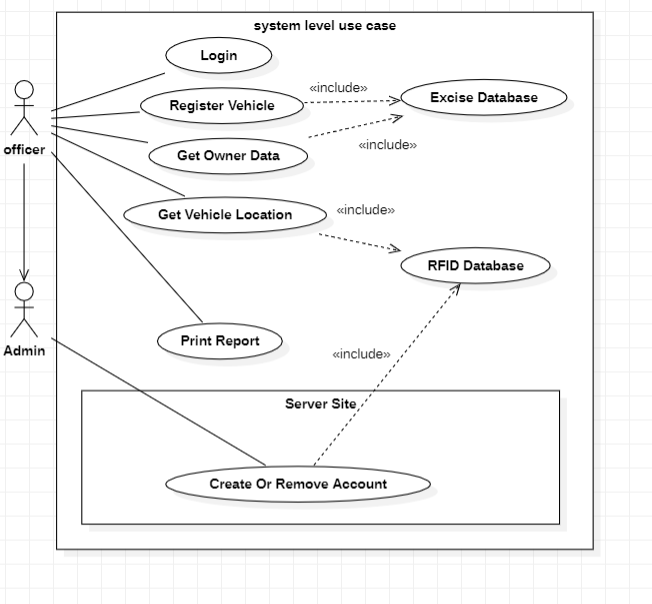 system level use case
Login
«include»
Register Vehicle
Excise Database
officer
Get Owner Data
«include»
Get Vehicle Location
«include»
RFID Database
Admin
Print Report
«include»
Server Site
Create Or Remove Account